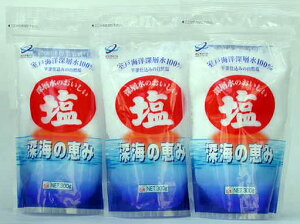 室戸海洋深層水100%
深層水のおいしい
塩
深海の恵み
NET.300g
室戸海洋深層水100%
深層水のおいしい
塩
深海の恵み
NET.300g
室戸海洋深層水100%
深層水のおいしい
塩
深海の恵み
NET.300g